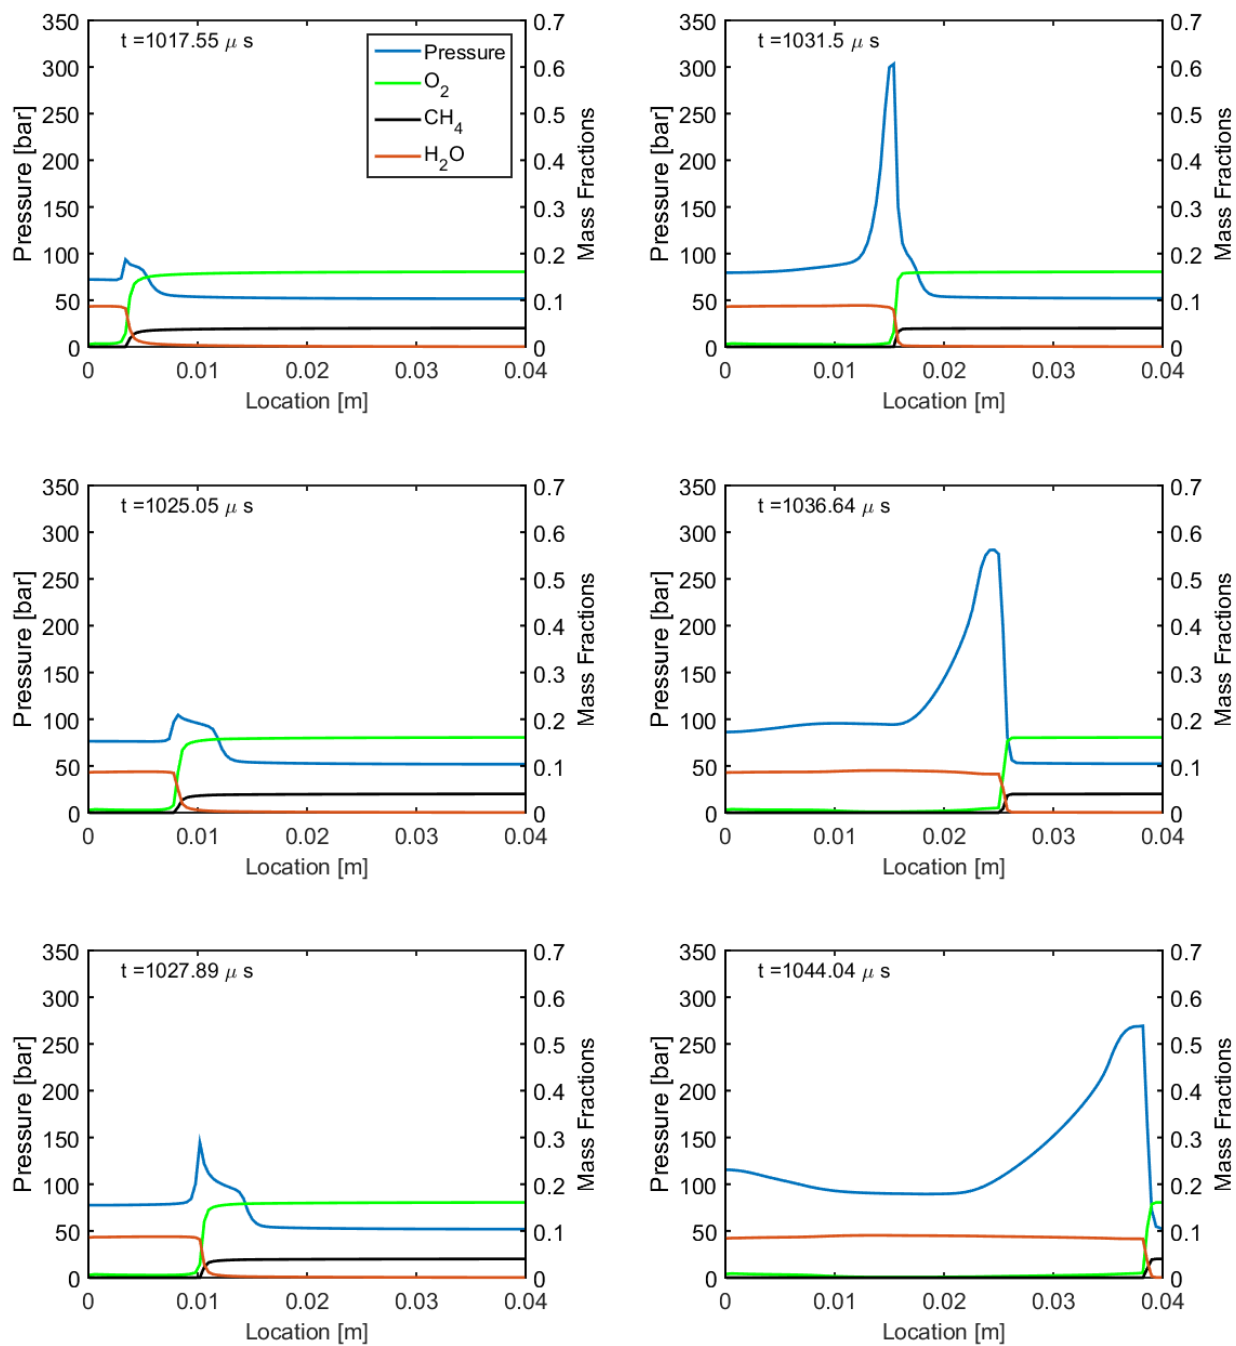 t =1017.55 μ s
Pressure
O2
CH4
H2O
350
300
250
200
150
100
50
0
Pressure [bar]
0.7
0.6
0.5
0.4
0.3
0.2
0.1
0
Mass Fractions
0 0.01 0.02 0.03 0.04
Location [m]
t =1031.5 μ s
350
300
250
200
150
100
50
0
Pressure [bar]
0.7
0.6
0.5
0.4
0.3
0.2
0.1
0
Mass Fractions
0 0.01 0.02 0.03 0.04
Location [m]
t =1025.05 μ s
350
300
250
200
150
100
50
0
Pressure [bar]
0.7
0.6
0.5
0.4
0.3
0.2
0.1
0
Mass Fractions
0 0.01 0.02 0.03 0.04
Location [m]
t =1036.64 μ s
350
300
250
200
150
100
50
0
Pressure [bar]
0.7
0.6
0.5
0.4
0.3
0.2
0.1
0
Mass Fractions
0 0.01 0.02 0.03 0.04
Location [m]
t =1027.89 μ s
350
300
250
200
150
100
50
0
Pressure [bar]
0.7
0.6
0.5
0.4
0.3
0.2
0.1
0
Mass Fractions
0 0.01 0.02 0.03 0.04
Location [m]
t =1044.04 μ s
350
300
250
200
150
100
50
0
Pressure [bar]
0.7
0.6
0.5
0.4
0.3
0.2
0.1
0
Mass Fractions
0 0.01 0.02 0.03 0.04
Location [m]